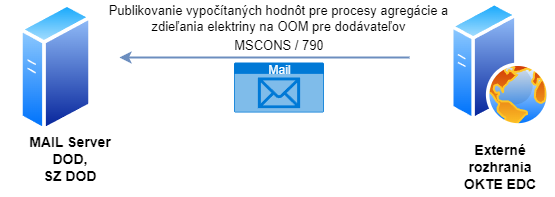 Publikovanie vypočítaných hodnôt pre procesy agregácie a
zdieľania elektriny na OOM pre dodávateľov
MSCONS / 790
Mail
MAIL Server
DOD,
SZ DOD
Externé
rozhrania
OKTE EDC